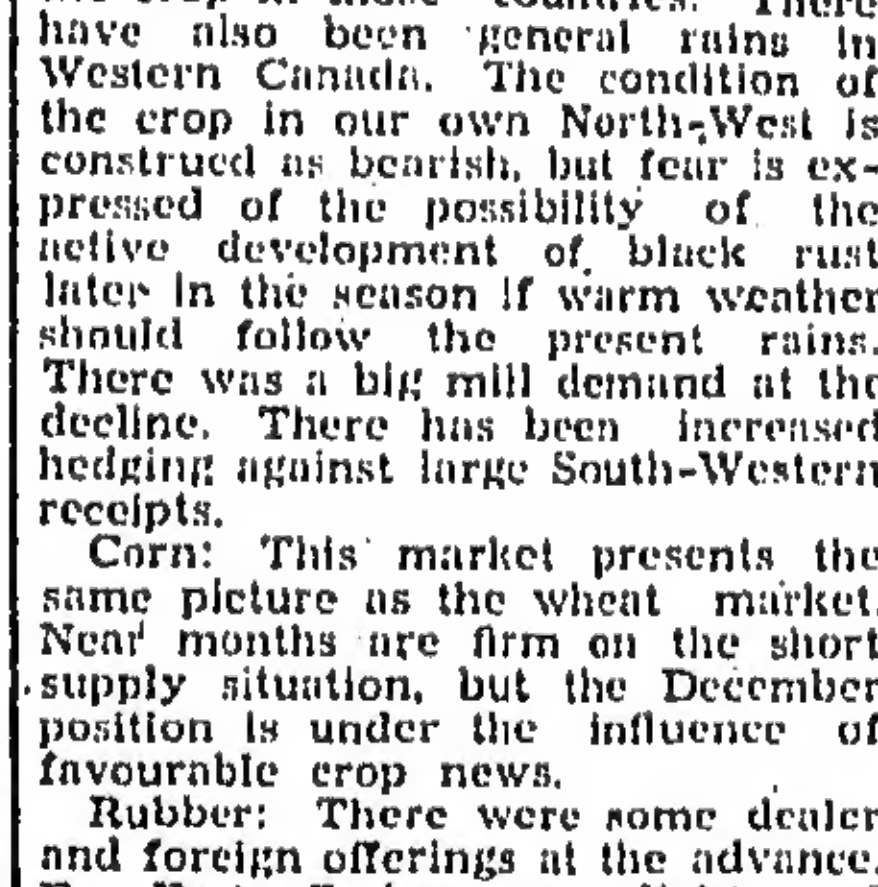 crop in those countries. There
have also been general rains in
Western Canada. The condition of
the crop in our own North-West is
construed as bearish, but fear is ex-
pressed of the possibility of the
active development of black rust
later in the season if warm weather
should follow the present rains.
There was a big mill demand at the
decline. There has been increased
hedging against large South-Western
receipts.
Corn: This market presents the
same picture as the wheat market.
Near months are firm on the short
supply situation, but the December
position is under the influence of
favourable crop news.
Rubber: There were some dealer
and foreign offerings at the advance.